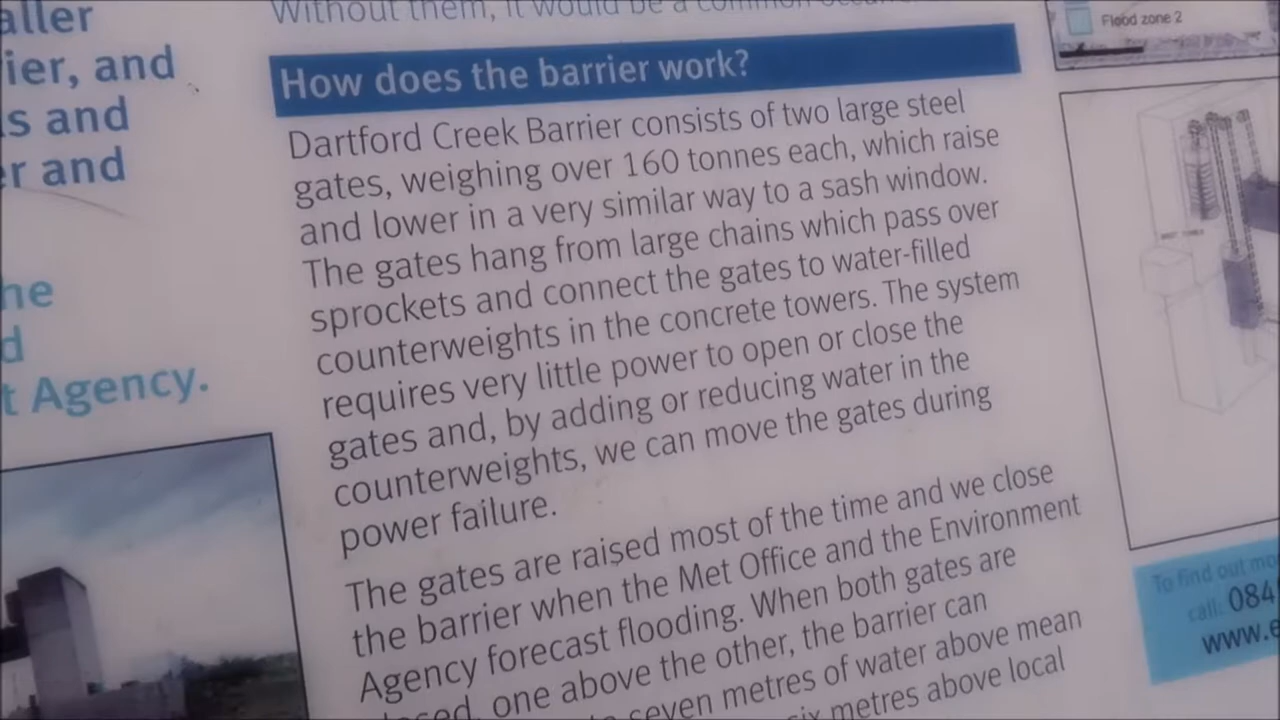 aller
ier, and
s and
er and
he
d
t Agency.
Without them, it would be a common
How does the barrier work?
Dartford Creek Barrier consists of two large steel
gates, weighing over 160 tonnes each, which raise
and lower in a very similar way to a sash window.
The gates hang from large chains which pass over
sprockets and connect the gates to water-filled
counterweights in the concrete towers. The system
requires very little power to open or close the
gates and, by adding or reducing water in the
counterweights, we can move the gates during
power failure.
The gates are raised most of the time and we close
the barrier when the Met Office and the Environment
Agency forecast flooding. When both gates are
one above the other, the barrier can
seven metres of water above mean
metres above local
Flood zone 2
To find out mo
call: 084
www.e